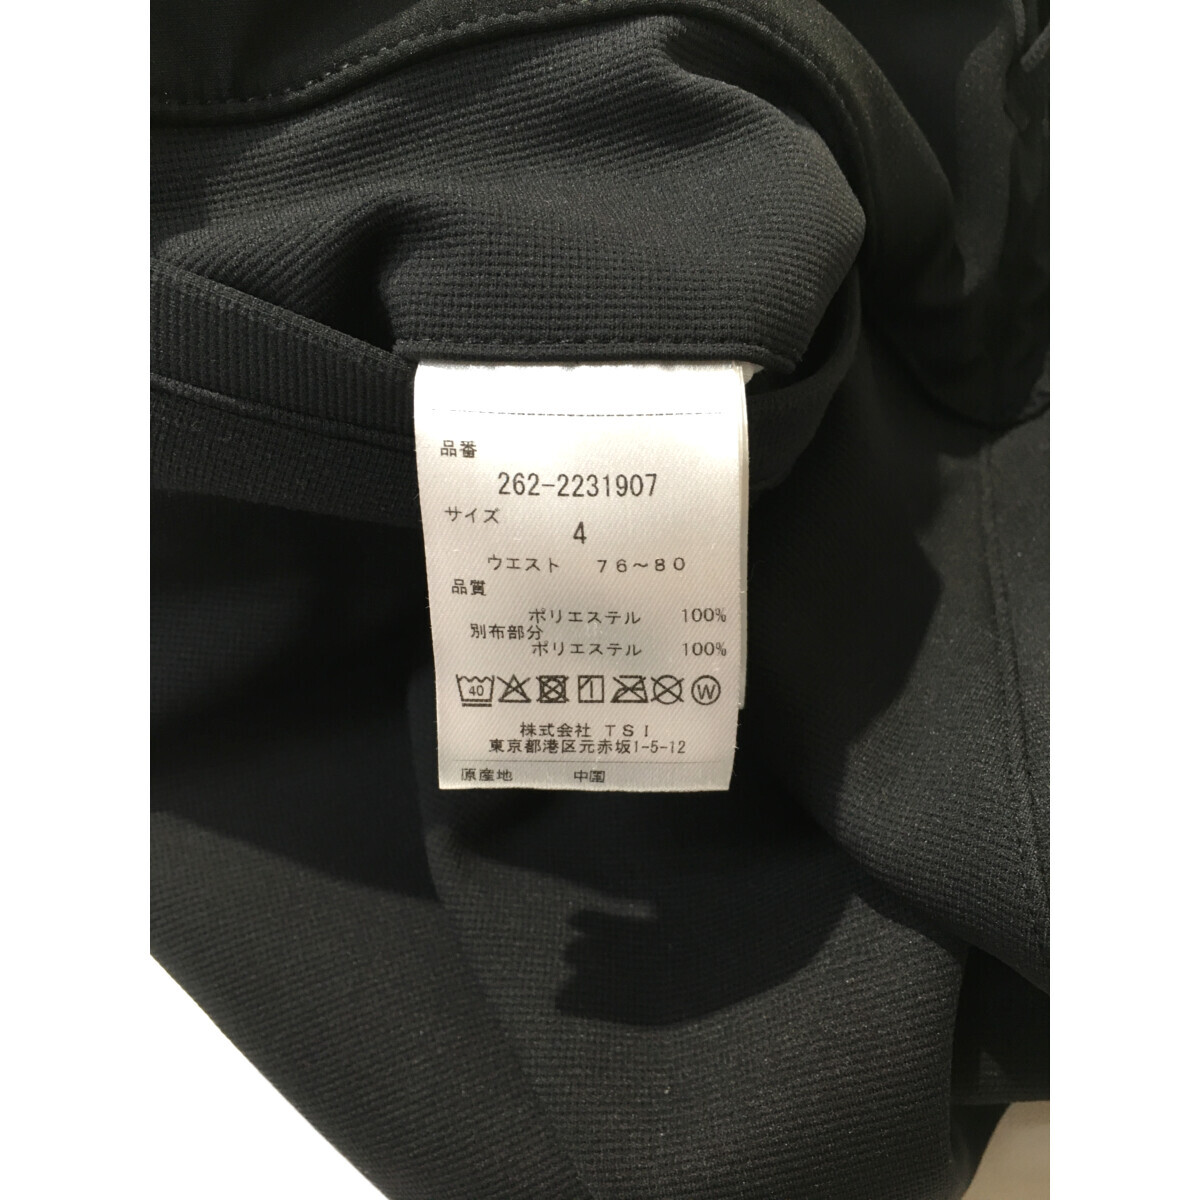 品番
262-2231907
サイズ
4
ウエスト 76～80
品質
ポリエステル 100%
別布部分
ポリエステル 100%
40 W
株式会社 TSI
東京都港区元赤坂1-5-12
原産地 中国